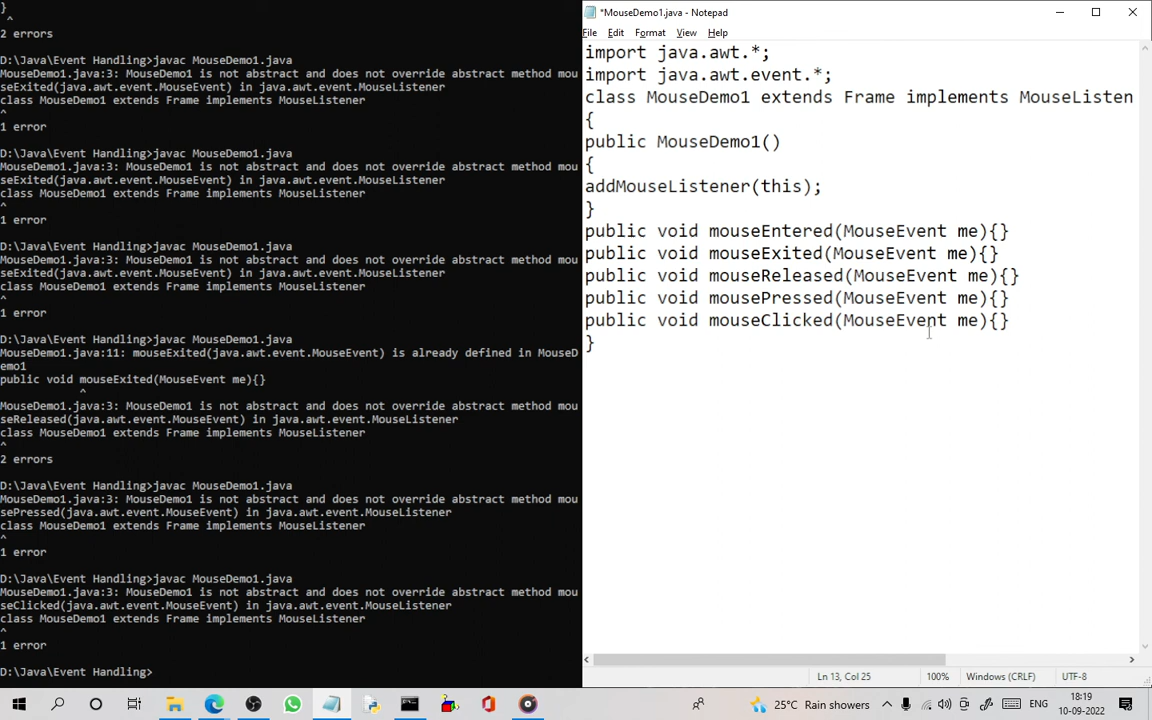 }
^
2 errors
D:\Java\Event Handling>javac MouseDemo1.java
MouseDemo1.java:3: MouseDemo1 is not abstract and does not override abstract method mou
seExited(java.awt.event.MouseEvent) in java.awt.event.MouseListener
class MouseDemo1 extends Frame implements MouseListener
^
1 error
D:\Java\Event Handling>javac MouseDemo1.java
MouseDemo1.java:3: MouseDemo1 is not abstract and does not override abstract method mou
seExited(java.awt.event.MouseEvent) in java.awt.event.MouseListener
class MouseDemo1 extends Frame implements MouseListener
^
1 error
D:\Java\Event Handling>javac MouseDemo1.java
MouseDemo1.java:3: MouseDemo1 is not abstract and does not override abstract method mou
seExited(java.awt.event.MouseEvent) in java.awt.event.MouseListener
class MouseDemo1 extends Frame implements MouseListener
^
1 error
D:\Java\Event Handling>javac MouseDemo1.java
MouseDemo1.java:11: mouseExited(java.awt.event.MouseEvent) is already defined in MouseD
emo1
public void mouseExited(MouseEvent me){}
^
MouseDemo1.java:3: MouseDemo1 is not abstract and does not override abstract method mou
seReleased(java.awt.event.MouseEvent) in java.awt.event.MouseListener
class MouseDemo1 extends Frame implements MouseListener
^
2 errors
D:\Java\Event Handling>javac MouseDemo1.java
MouseDemo1.java:3: MouseDemo1 is not abstract and does not override abstract method mou
sePressed(java.awt.event.MouseEvent) in java.awt.event.MouseListener
class MouseDemo1 extends Frame implements MouseListener
^
1 error
D:\Java\Event Handling>javac MouseDemo1.java
MouseDemo1.java:3: MouseDemo1 is not abstract and does not override abstract method mou
seClicked(java.awt.event.MouseEvent) in java.awt.event.MouseListener
class MouseDemo1 extends Frame implements MouseListener
^
1 error
D:\Java\Event Handling>
*MouseDemo1.java - Notepad
File Edit Format View Help
import java.awt.*;
import java.awt.event.*;
class MouseDemo1 extends Frame implements MouseListen
{
public MouseDemo1()
{
addMouseListener(this);
}
public void mouseEntered(MouseEvent me){}
public void mouseExited(MouseEvent me){}
public void mouseReleased(MouseEvent me){}
public void mousePressed(MouseEvent me){}
public void mouseClicked(MouseEvent me){}
}
Ln 13, Col 25 100% Windows (CRLF) UTF-8
25°C Rain showers ENG 18:19
10-09-2022